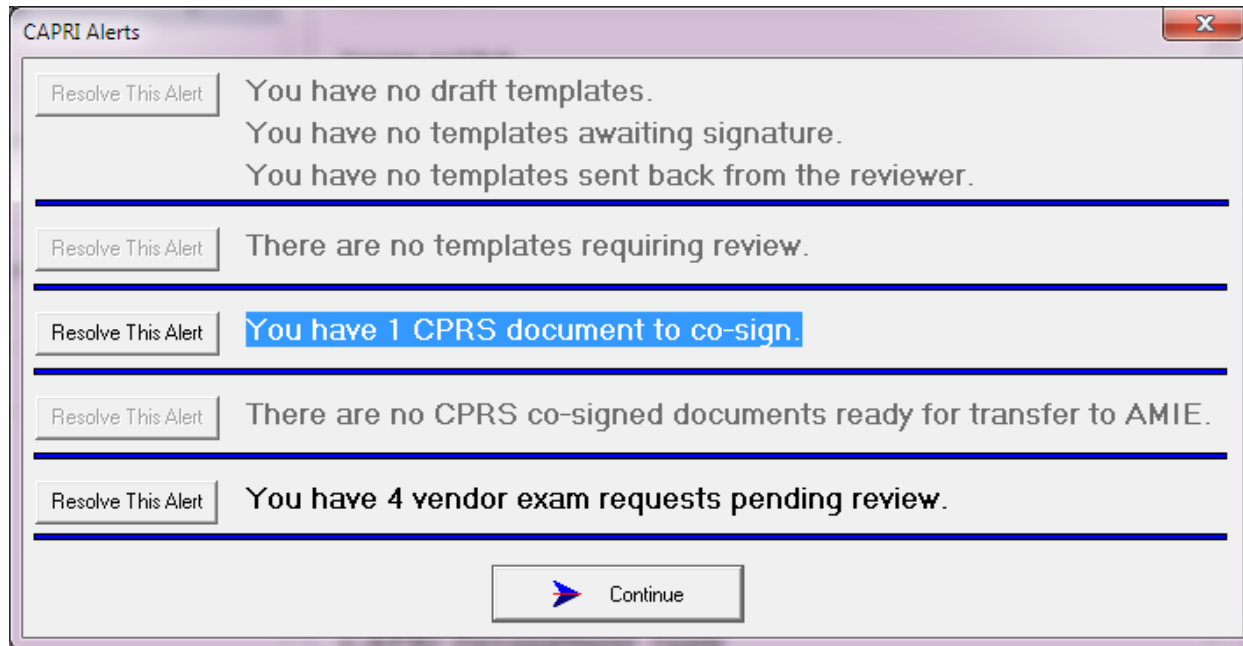 CAPRI Alerts
Resolve This Alert
You have no draft templates.
You have no templates awaiting signature.
You have no templates sent back from the reviewer.
Resolve This Alert
There are no templates requiring review.
Resolve This Alert
You have 1 CPRS document to co-sign.
Resolve This Alert
There are no CPRS co-signed documents ready for transfer to AMIE.
Resolve This Alert
You have 4 vendor exam requests pending review.
Continue